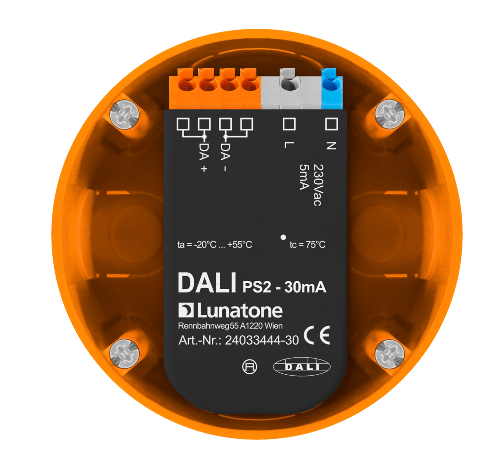 DA +
DA -
L
N
230Vac
5mA
ta = -20°C ... +55°C
tc = 75°C
DALI PS2 - 30mA
Lunatone
Rennbahnweg55 A1220 Wien
Art.-Nr.: 24033444-30 CE
DALI